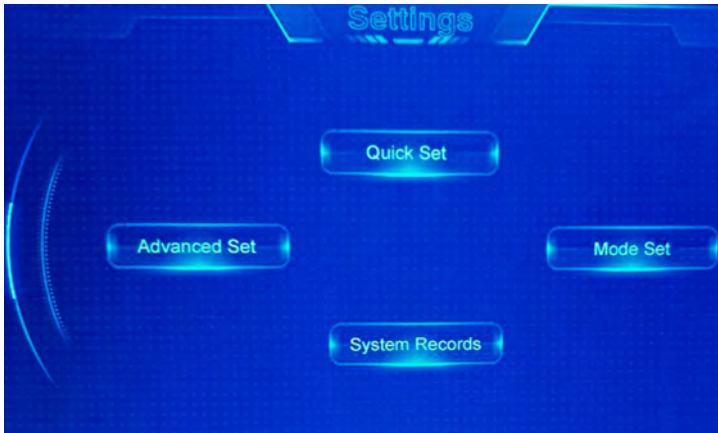 Settings
Quick Set
Advanced Set
Mode Set
System Records